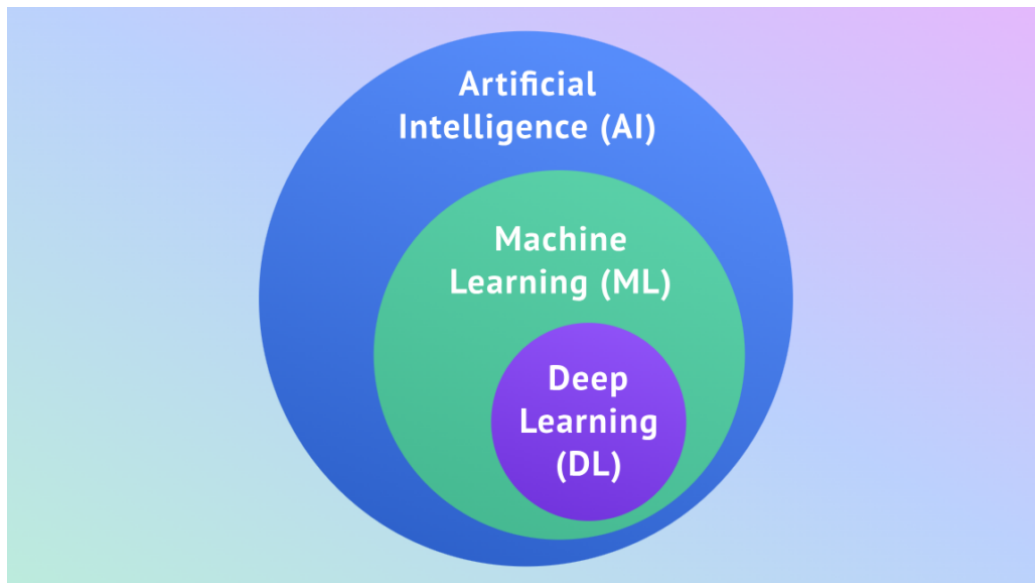 Artificial
Intelligence (AI)
Machine
Learning (ML)
Deep
Learning
(DL)